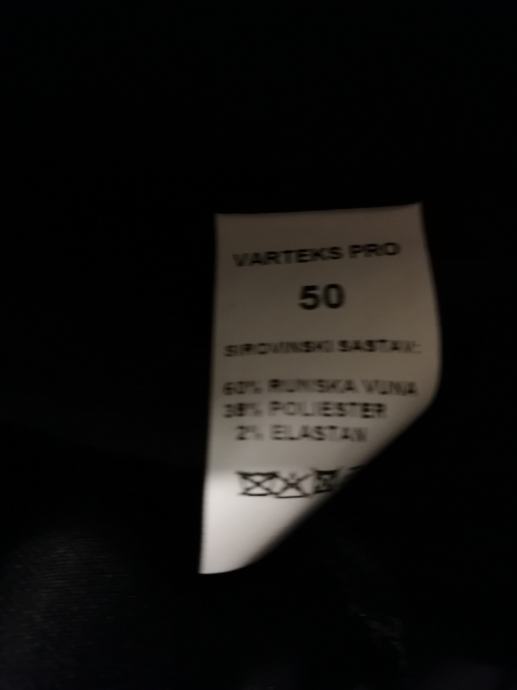 VARTEKS PRO
50
SIROVINSKI SASTAV:
60% RUNSKA VUNA
38% POLIESTER
2% ELASTAN